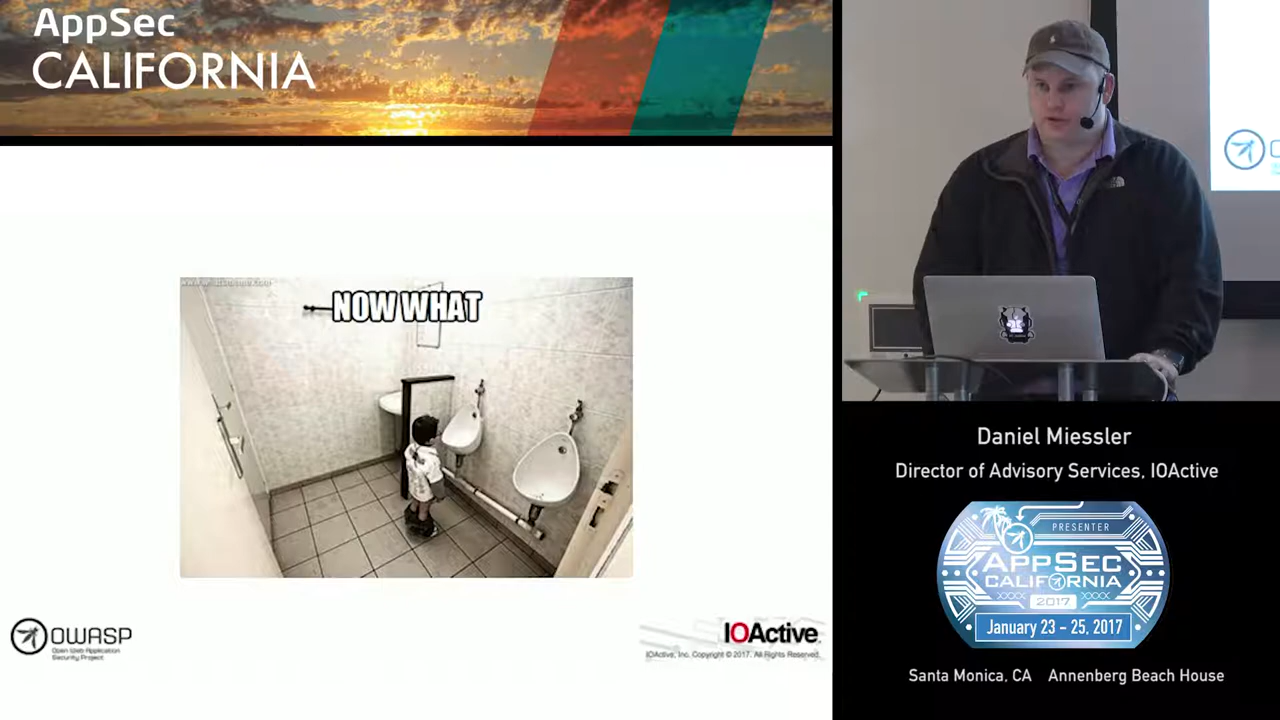 AppSec
CALIFORNIA
NOW WHAT
OWASP
Open Web Application
Security Project
IOActive
IOActive, Inc. Copyright © 2017. All Rights Reserved.
Daniel Miessler
Director of Advisory Services, IOActive
PRESENTER
APPSEC
CALIFORNIA
2017
January 23 - 25, 2017
Santa Monica, CA Annenberg Beach House